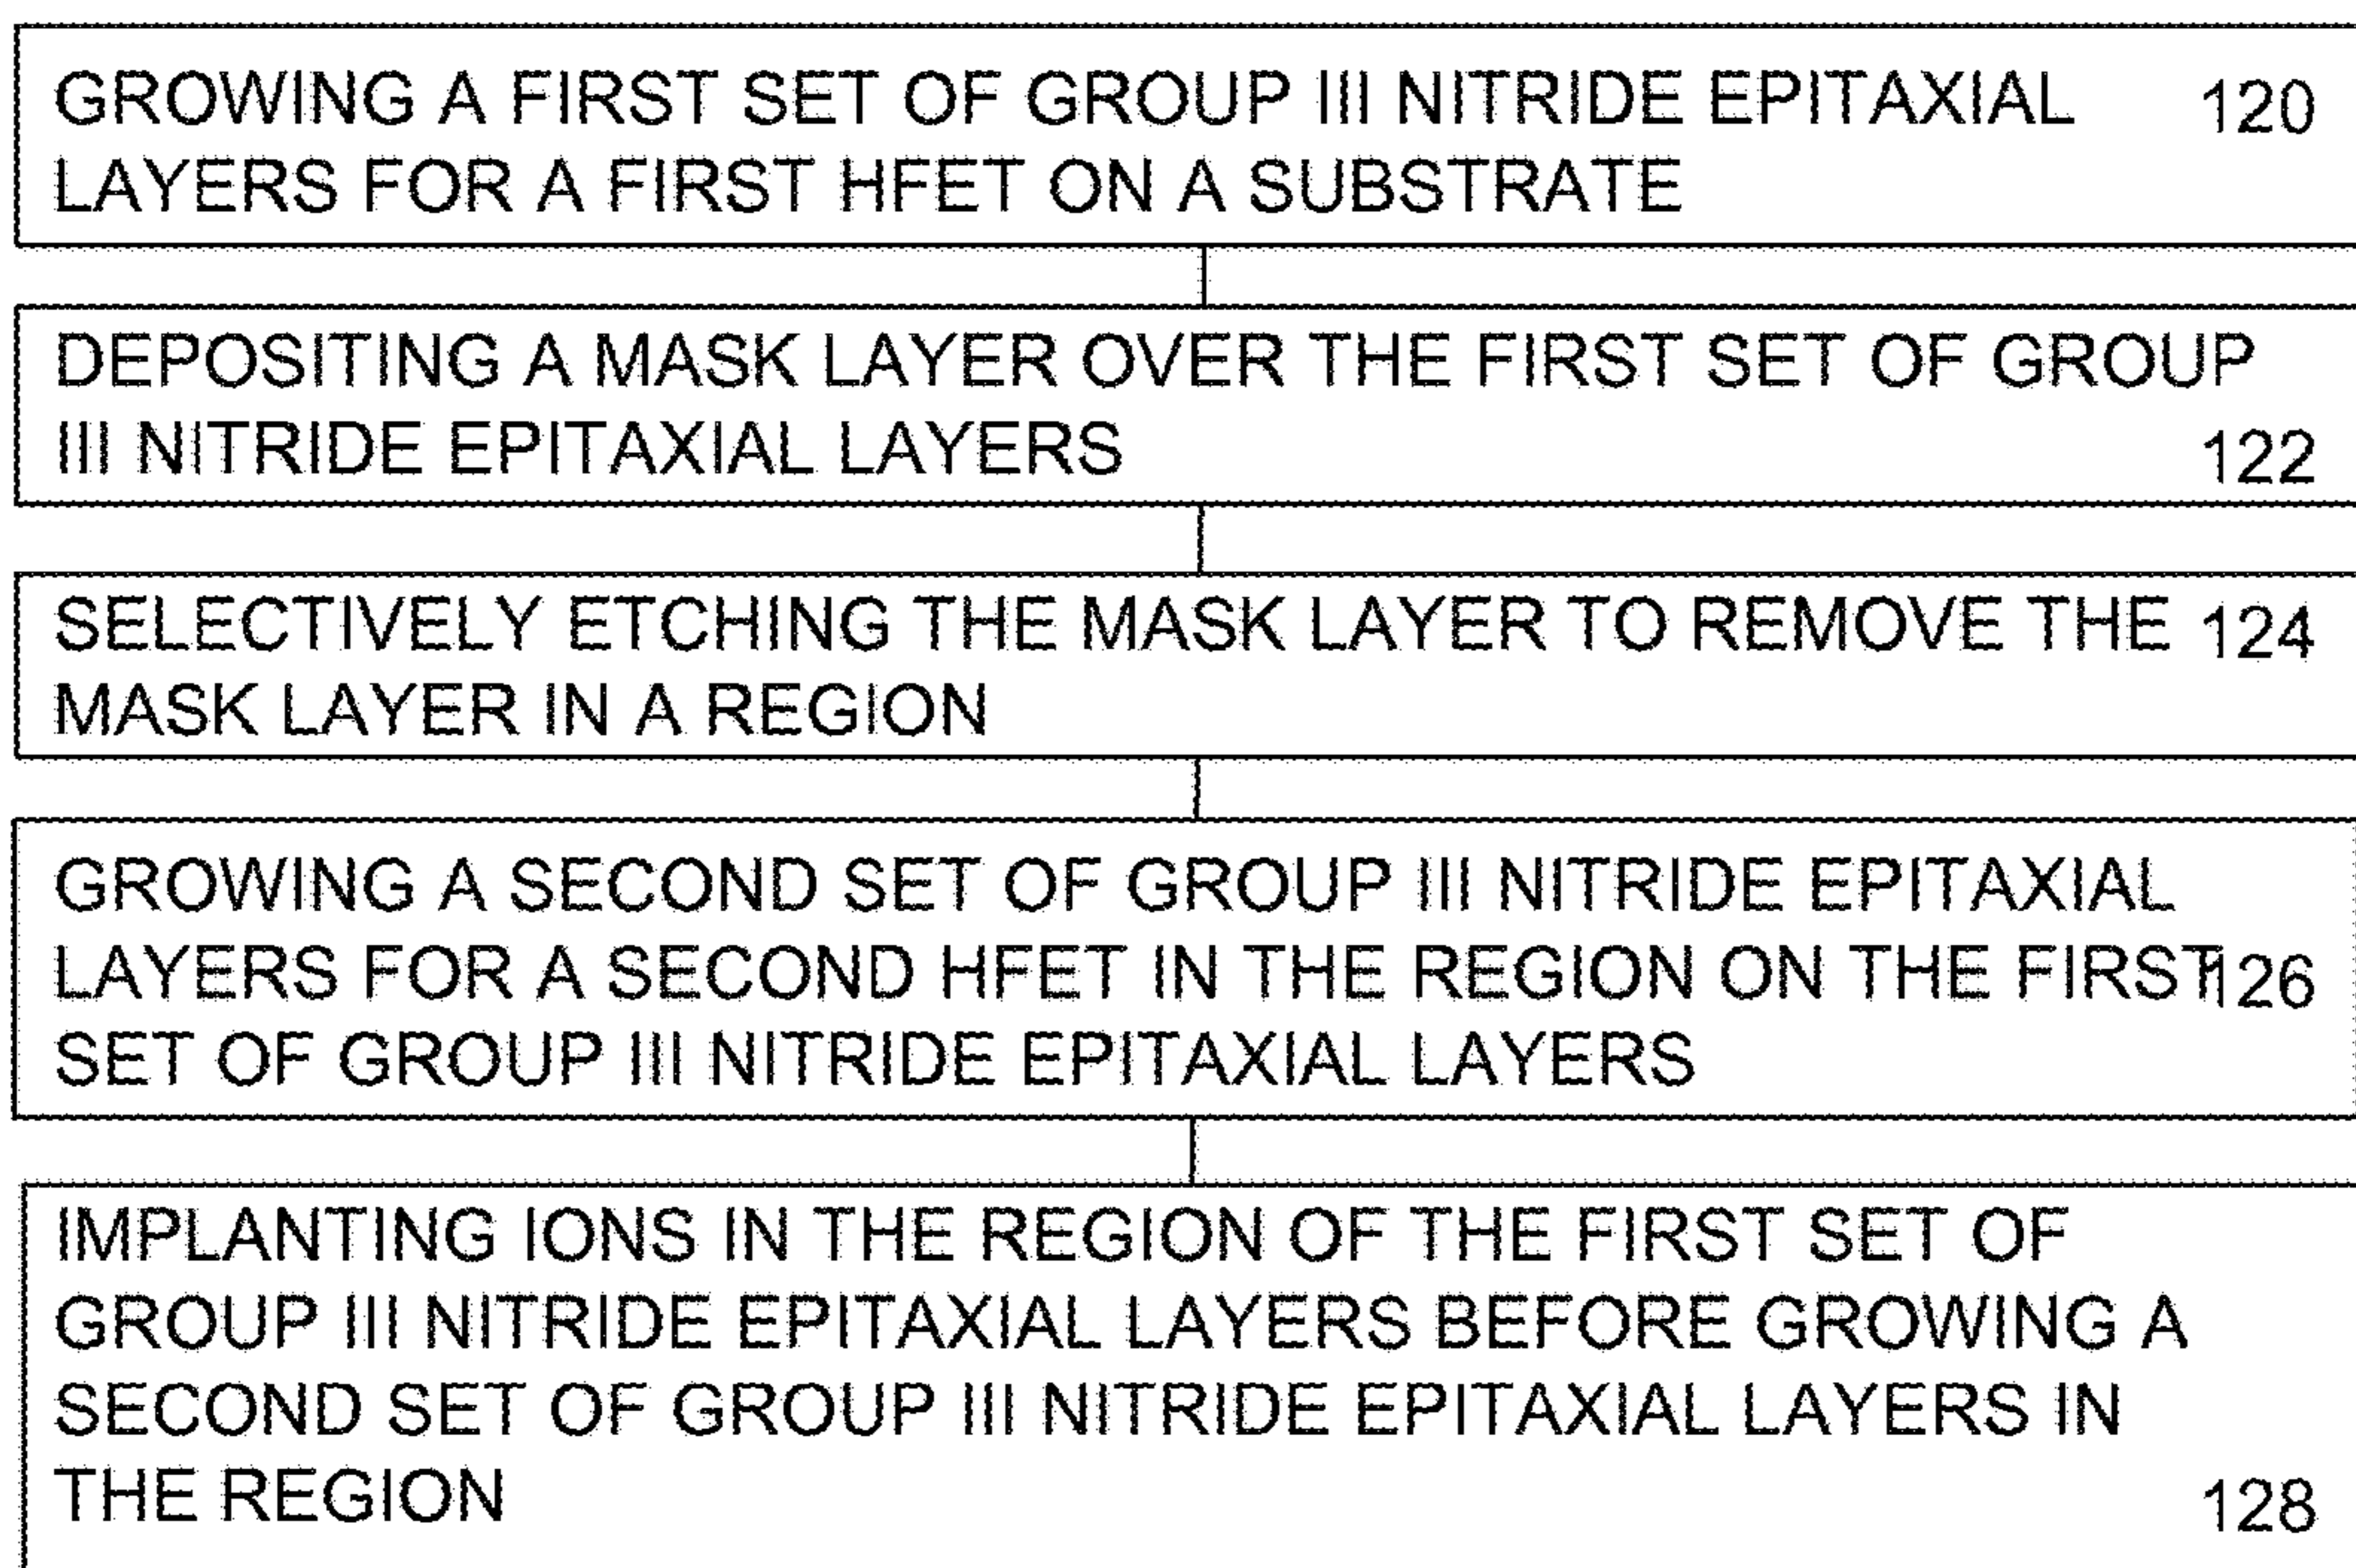 GROWING A FIRST SET OF GROUP III NITRIDE EPITAXIAL 120
LAYERS FOR A FIRST HFET ON A SUBSTRATE
DEPOSITING A MASK LAYER OVER THE FIRST SET OF GROUP
III NITRIDE EPITAXIAL LAYERS 122
SELECTIVELY ETCHING THE MASK LAYER TO REMOVE THE 124
MASK LAYER IN A REGION
GROWING A SECOND SET OF GROUP III NITRIDE EPITAXIAL
LAYERS FOR A SECOND HFET IN THE REGION ON THE FIRST 126
SET OF GROUP III NITRIDE EPITAXIAL LAYERS
IMPLANTING IONS IN THE REGION OF THE FIRST SET OF
GROUP III NITRIDE EPITAXIAL LAYERS BEFORE GROWING A
SECOND SET OF GROUP III NITRIDE EPITAXIAL LAYERS IN
THE REGION 128